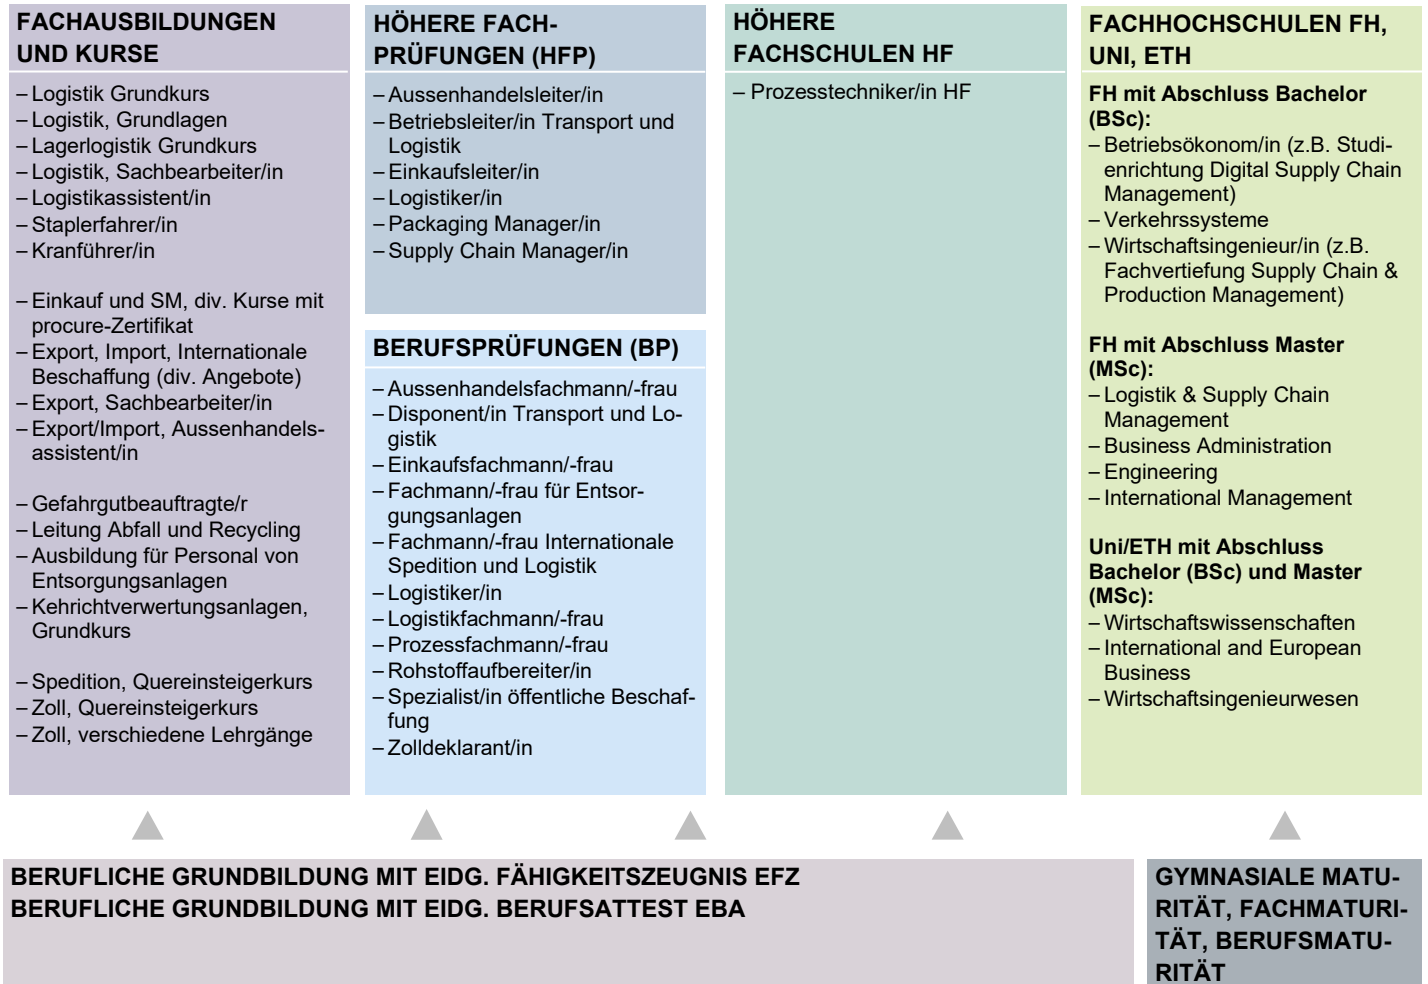 FACHAUSBILDUNGEN
UND KURSE
– Logistik Grundkurs
– Logistik, Grundlagen
– Lagerlogistik Grundkurs
– Logistik, Sachbearbeiter/in
– Logistikassistent/in
– Staplerfahrer/in
– Kranführer/in
– Einkauf und SM, div. Kurse mit
procure-Zertifikat
– Export, Import, Internationale
Beschaffung (div. Angebote)
– Export, Sachbearbeiter/in
– Export/Import, Aussenhandels-
assistent/in
– Gefahrgutbeauftragte/r
– Leitung Abfall und Recycling
– Ausbildung für Personal von
Entsorgungsanlagen
– Kehrichtverwertungsanlagen,
Grundkurs
– Spedition, Quereinsteigerkurs
– Zoll, Quereinsteigerkurs
– Zoll, verschiedene Lehrgänge
HÖHERE FACH-
PRÜFUNGEN (HFP)
– Aussenhandelsleiter/in
– Betriebsleiter/in Transport und
Logistik
– Einkaufsleiter/in
– Logistiker/in
– Packaging Manager/in
– Supply Chain Manager/in
BERUFSPRÜFUNGEN (BP)
– Aussenhandelsfachmann/-frau
– Disponent/in Transport und Lo-
gistik
– Einkaufsfachmann/-frau
– Fachmann/-frau für Entsor-
gungsanlagen
– Fachmann/-frau Internationale
Spedition und Logistik
– Logistiker/in
– Logistikfachmann/-frau
– Prozessfachmann/-frau
– Rohstoffaufbereiter/in
– Spezialist/in öffentliche Beschaf-
fung
– Zolldeklarant/in
HÖHERE
FACHSCHULEN HF
– Prozesstechniker/in HF
FACHHOCHSCHULEN FH,
UNI, ETH
FH mit Abschluss Bachelor
(BSc):
– Betriebsökonom/in (z.B. Studi-
enrichtung Digital Supply Chain
Management)
– Verkehrssysteme
– Wirtschaftsingenieur/in (z.B.
Fachvertiefung Supply Chain &
Production Management)
FH mit Abschluss Master
(MSc):
– Logistik & Supply Chain
Management
– Business Administration
– Engineering
– International Management
Uni/ETH mit Abschluss
Bachelor (BSc) und Master
(MSc):
– Wirtschaftswissenschaften
– International and European
Business
– Wirtschaftsingenieurwesen
BERUFLICHE GRUNDBILDUNG MIT EIDG. FÄHIGKEITSZEUGNIS EFZ
BERUFLICHE GRUNDBILDUNG MIT EIDG. BERUFSATTEST EBA
GYMNASIALE MATU-
RITÄT, FACHMATURI-
TÄT, BERUFSMATU-
RITÄT